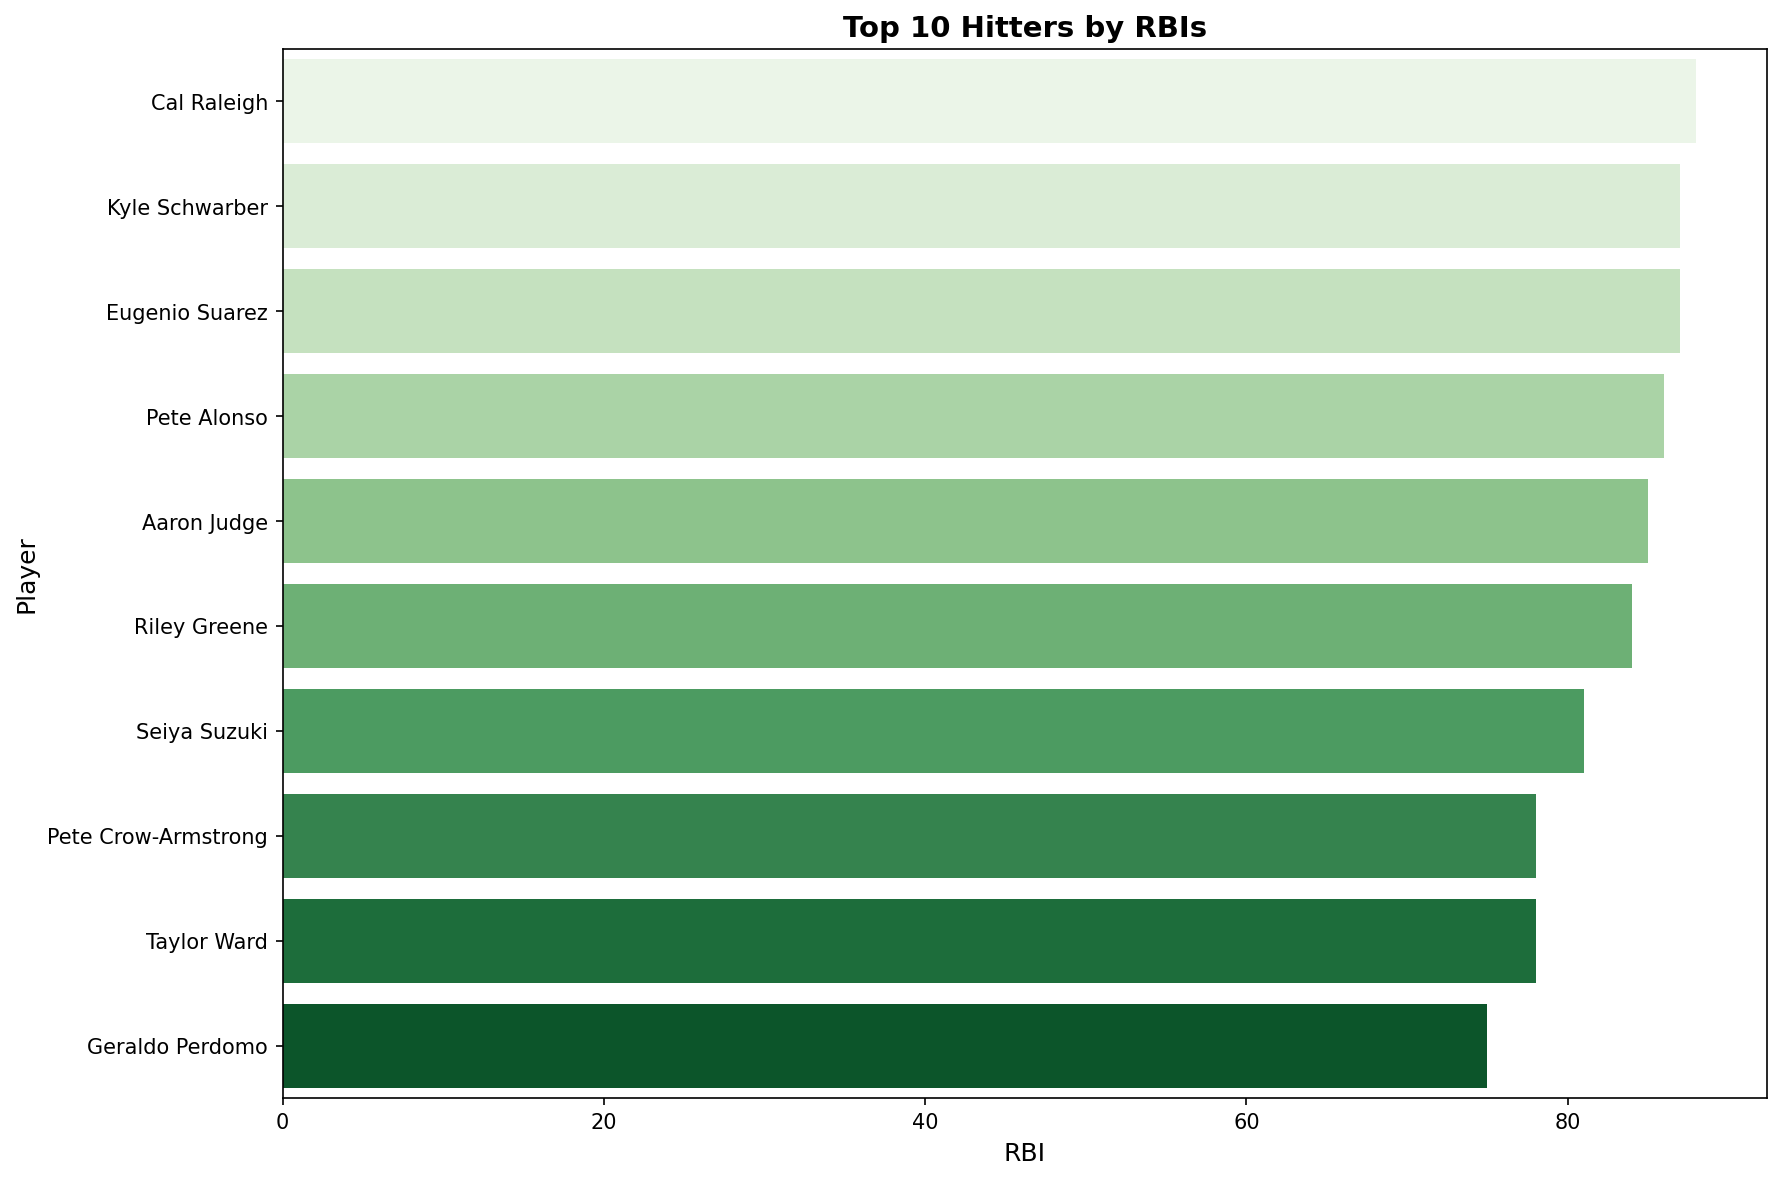 Top 10 Hitters by RBIs
Player
Cal Raleigh
Kyle Schwarber
Eugenio Suarez
Pete Alonso
Aaron Judge
Riley Greene
Seiya Suzuki
Pete Crow-Armstrong
Taylor Ward
Geraldo Perdomo
0 20 40 60 80
RBI